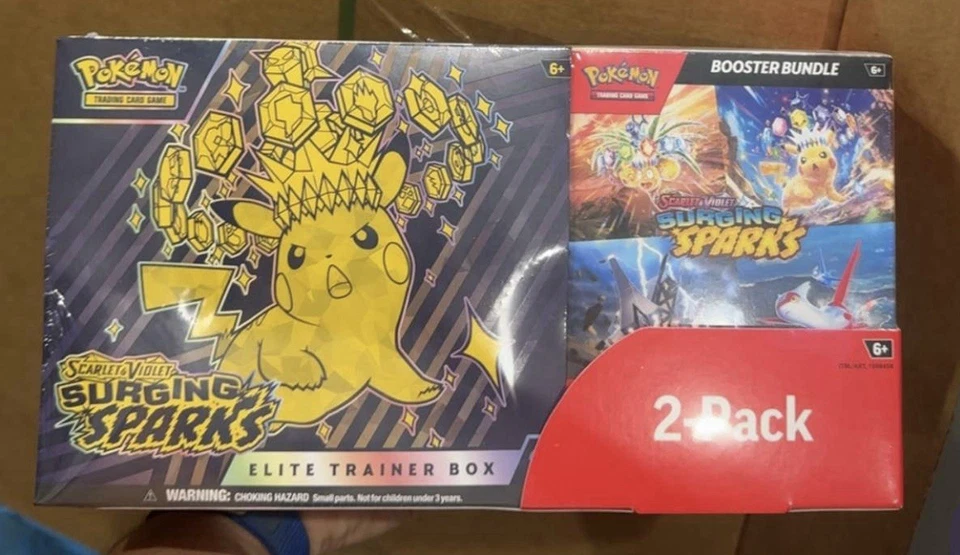 Pokémon
TRADING CARD GAME
6+
SCARLET & VIOLET
SURGING
SPARKS
ELITE TRAINER BOX
WARNING: CHOKING HAZARD Small parts. Not for children under 3 years.
Pokémon
TRADING CARD GAME
BOOSTER BUNDLE
6+
SCARLET & VIOLET
SURGING
SPARKS
6+
2-Pack